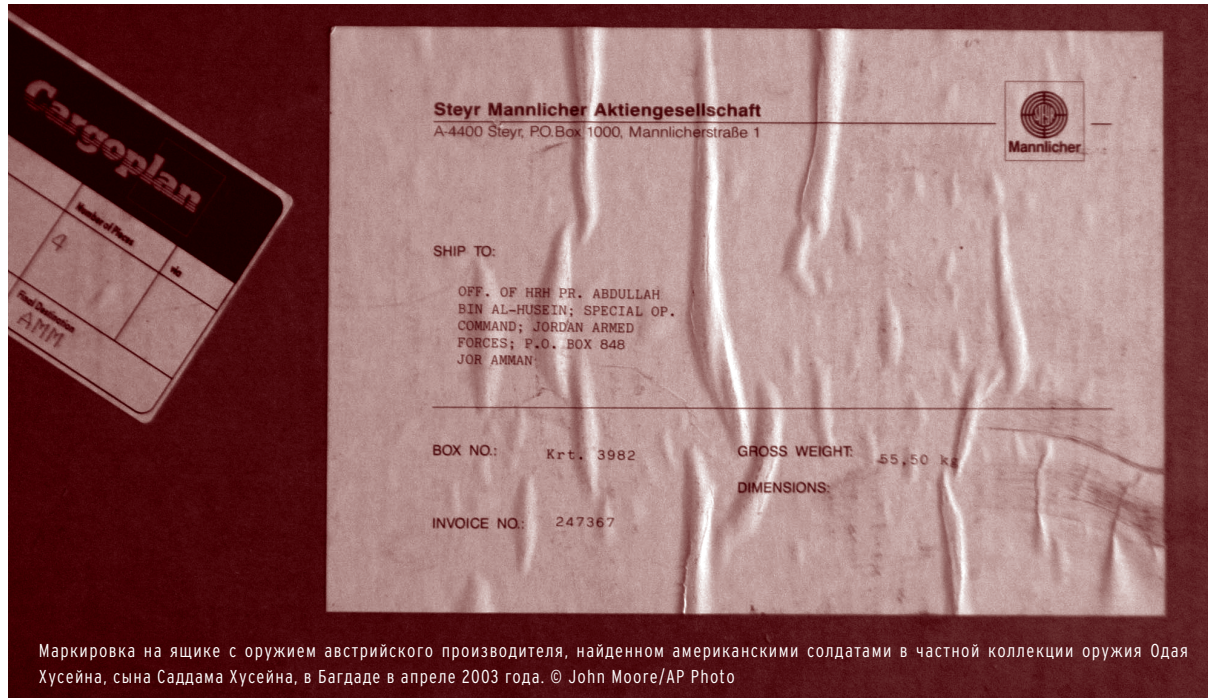 Cargoplan
Number of Pieces
via
4
Final Destination
AMM
Steyr Mannlicher Aktiengesellschaft
A-4400 Steyr, P.O.Box 1000, Mannlicherstraße 1
Mannlicher
SHIP TO:
OFF. OF HRH PR. ABDULLAH
BIN AL-HUSEIN; SPECIAL OP.
COMMAND; JORDAN ARMED
FORCES; P.O. BOX 848
JOR AMMAN
BOX NO.: Krt. 3982 GROSS WEIGHT: 55,50 kg
DIMENSIONS:
INVOICE NO.: 247367
Маркировка на ящике с оружием австрийского производителя, найденном американскими солдатами в частной коллекции оружия Одая
Хусейна, сына Саддама Хусейна, в Багдаде в апреле 2003 года. © John Moore/AP Photo